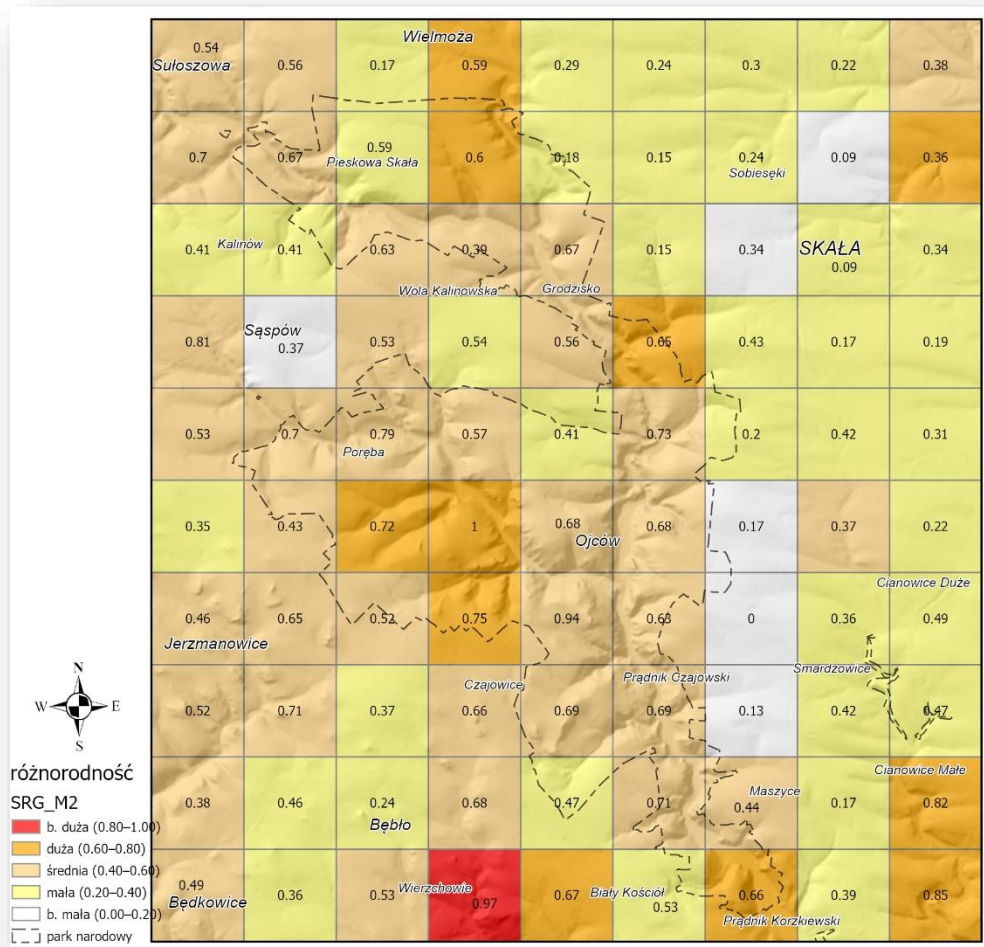 Wielmoża
0.54
Sułoszowa
0.56 0.17 0.59 0.29 0.24 0.3 0.22 0.38
0.59
0.7 0.67 Pieskowa Skała 0.6 0.18 0.15 0.24 0.09 0.36
Sobiesęki
Kalinów
0.41 0.41 0.63 0.39 0.67 0.15 0.34 SKAŁA 0.34
0.09
Wola Kalinowska Grodzisko
Sąspów
0.81 0.37 0.53 0.54 0.56 0.65 0.43 0.17 0.19
0.53 0.7 0.79 0.57 0.41 0.73 0.2 0.42 0.31
Poręba
0.35 0.43 0.72 1 0.68 0.68 0.17 0.37 0.22
Ojców
Cianowice Duże
0.46 0.65 0.52 0.75 0.94 0.63 0 0.36 0.49
Jerzmanowice
Smardzowice
Czajowice Prądnik Czajowski
0.52 0.71 0.37 0.66 0.69 0.69 0.13 0.42 0.47
Cianowice Małe
Maszyce
0.38 0.46 0.24 0.68 0.47 0.71 0.44 0.17 0.82
Bębło
0.49
Będkowice
0.36 0.53 Wierzchowie 0.97 0.67 Biały Kościół 0.53 0.66 0.39 0.85
Prądnik Korzkiewski
N
W E
S
różnorodność
SRG_M2
b. duża (0.80–1.00)
duża (0.60–0.80)
średnia (0.40–0.60)
mała (0.20–0.40)
b. mała (0.00–0.20)
park narodowy